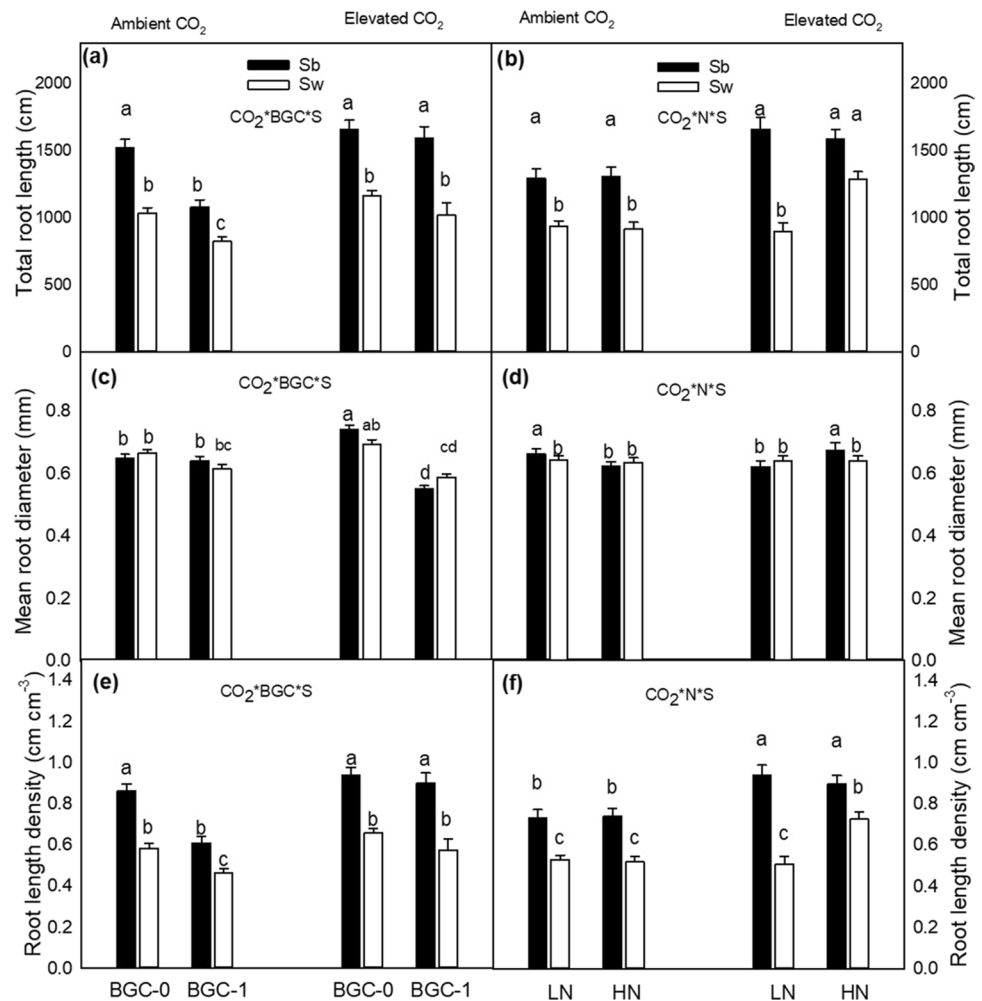 Ambient CO2 Elevated CO2 Ambient CO2 Elevated CO2
(a) Sb Sw CO2*BGC*S
Total root length (cm)
2000
1500
1000
500
0
a b b c a b a b
(b) Sb Sw CO2*N*S
a b a b a b a a
2000
1500
1000
500
0
Total root length (cm)
(c) CO2*BGC*S
Mean root diameter (mm)
0.8
0.6
0.4
0.2
0.0
b b b bc a ab d cd
(d) CO2*N*S
a b b b b b a b
0.8
0.6
0.4
0.2
0.0
Mean root diameter (mm)
(e) CO2*BGC*S
Root length density (cm cm-3)
1.4
1.2
1.0
0.8
0.6
0.4
0.2
0.0
a b b c a b a b
(f) CO2*N*S
b c b c a c a b
1.4
1.2
1.0
0.8
0.6
0.4
0.2
0.0
Root length density (cm cm-3)
BGC-0 BGC-1 BGC-0 BGC-1 LN HN LN HN